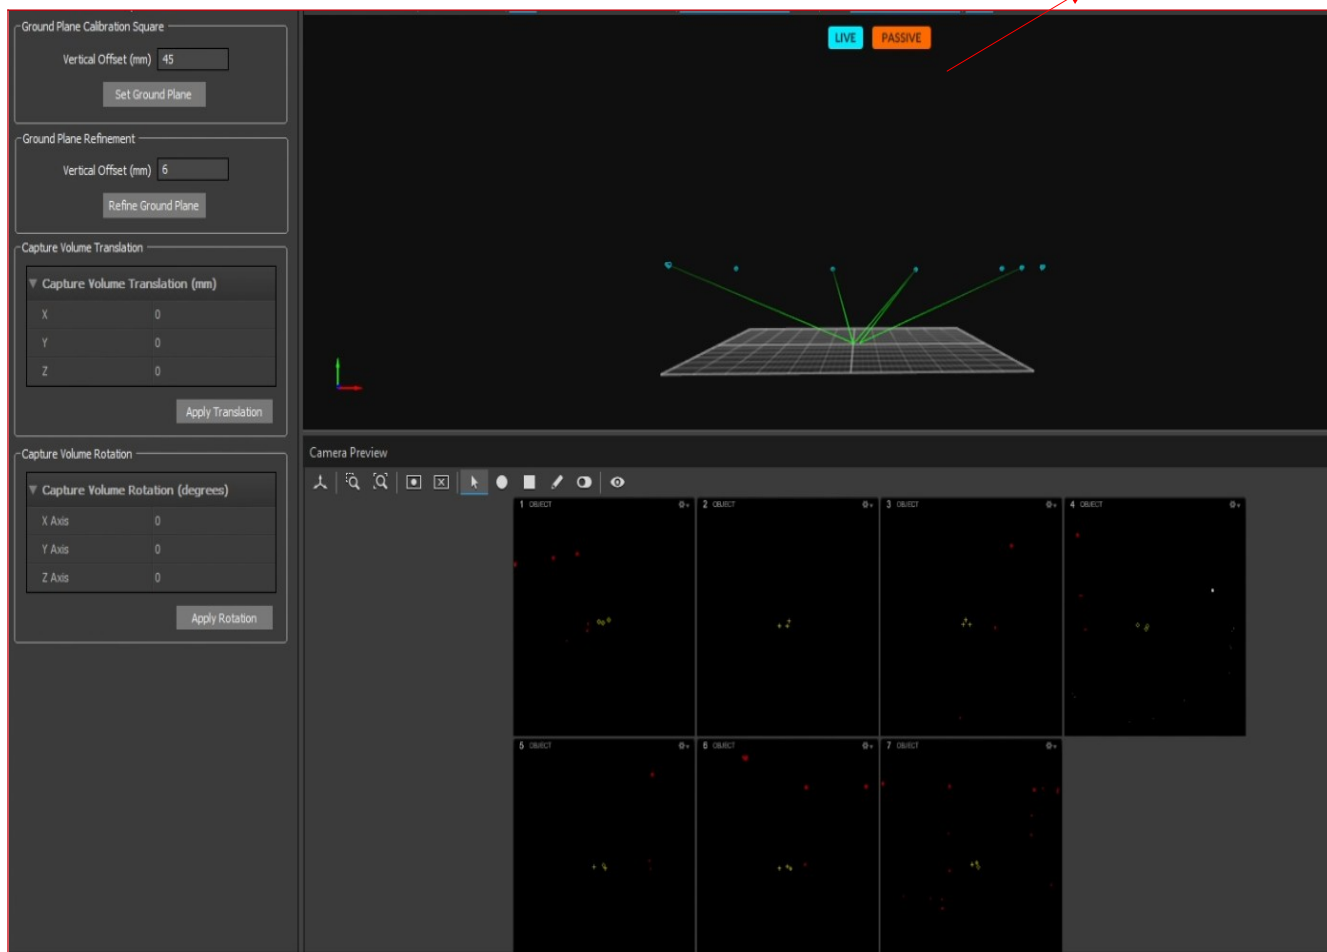 Ground Plane Calibration Square
Vertical Offset (mm) 45
Set Ground Plane
Ground Plane Refinement
Vertical Offset (mm) 6
Refine Ground Plane
Capture Volume Translation
Capture Volume Translation (mm)
X 0
Y 0
Z 0
Apply Translation
Capture Volume Rotation
Capture Volume Rotation (degrees)
X Axis 0
Y Axis 0
Z Axis 0
Apply Rotation
LIVE PASSIVE
Camera Preview
1 OBJECT 2 OBJECT 3 OBJECT 4 OBJECT
5 OBJECT 6 OBJECT 7 OBJECT